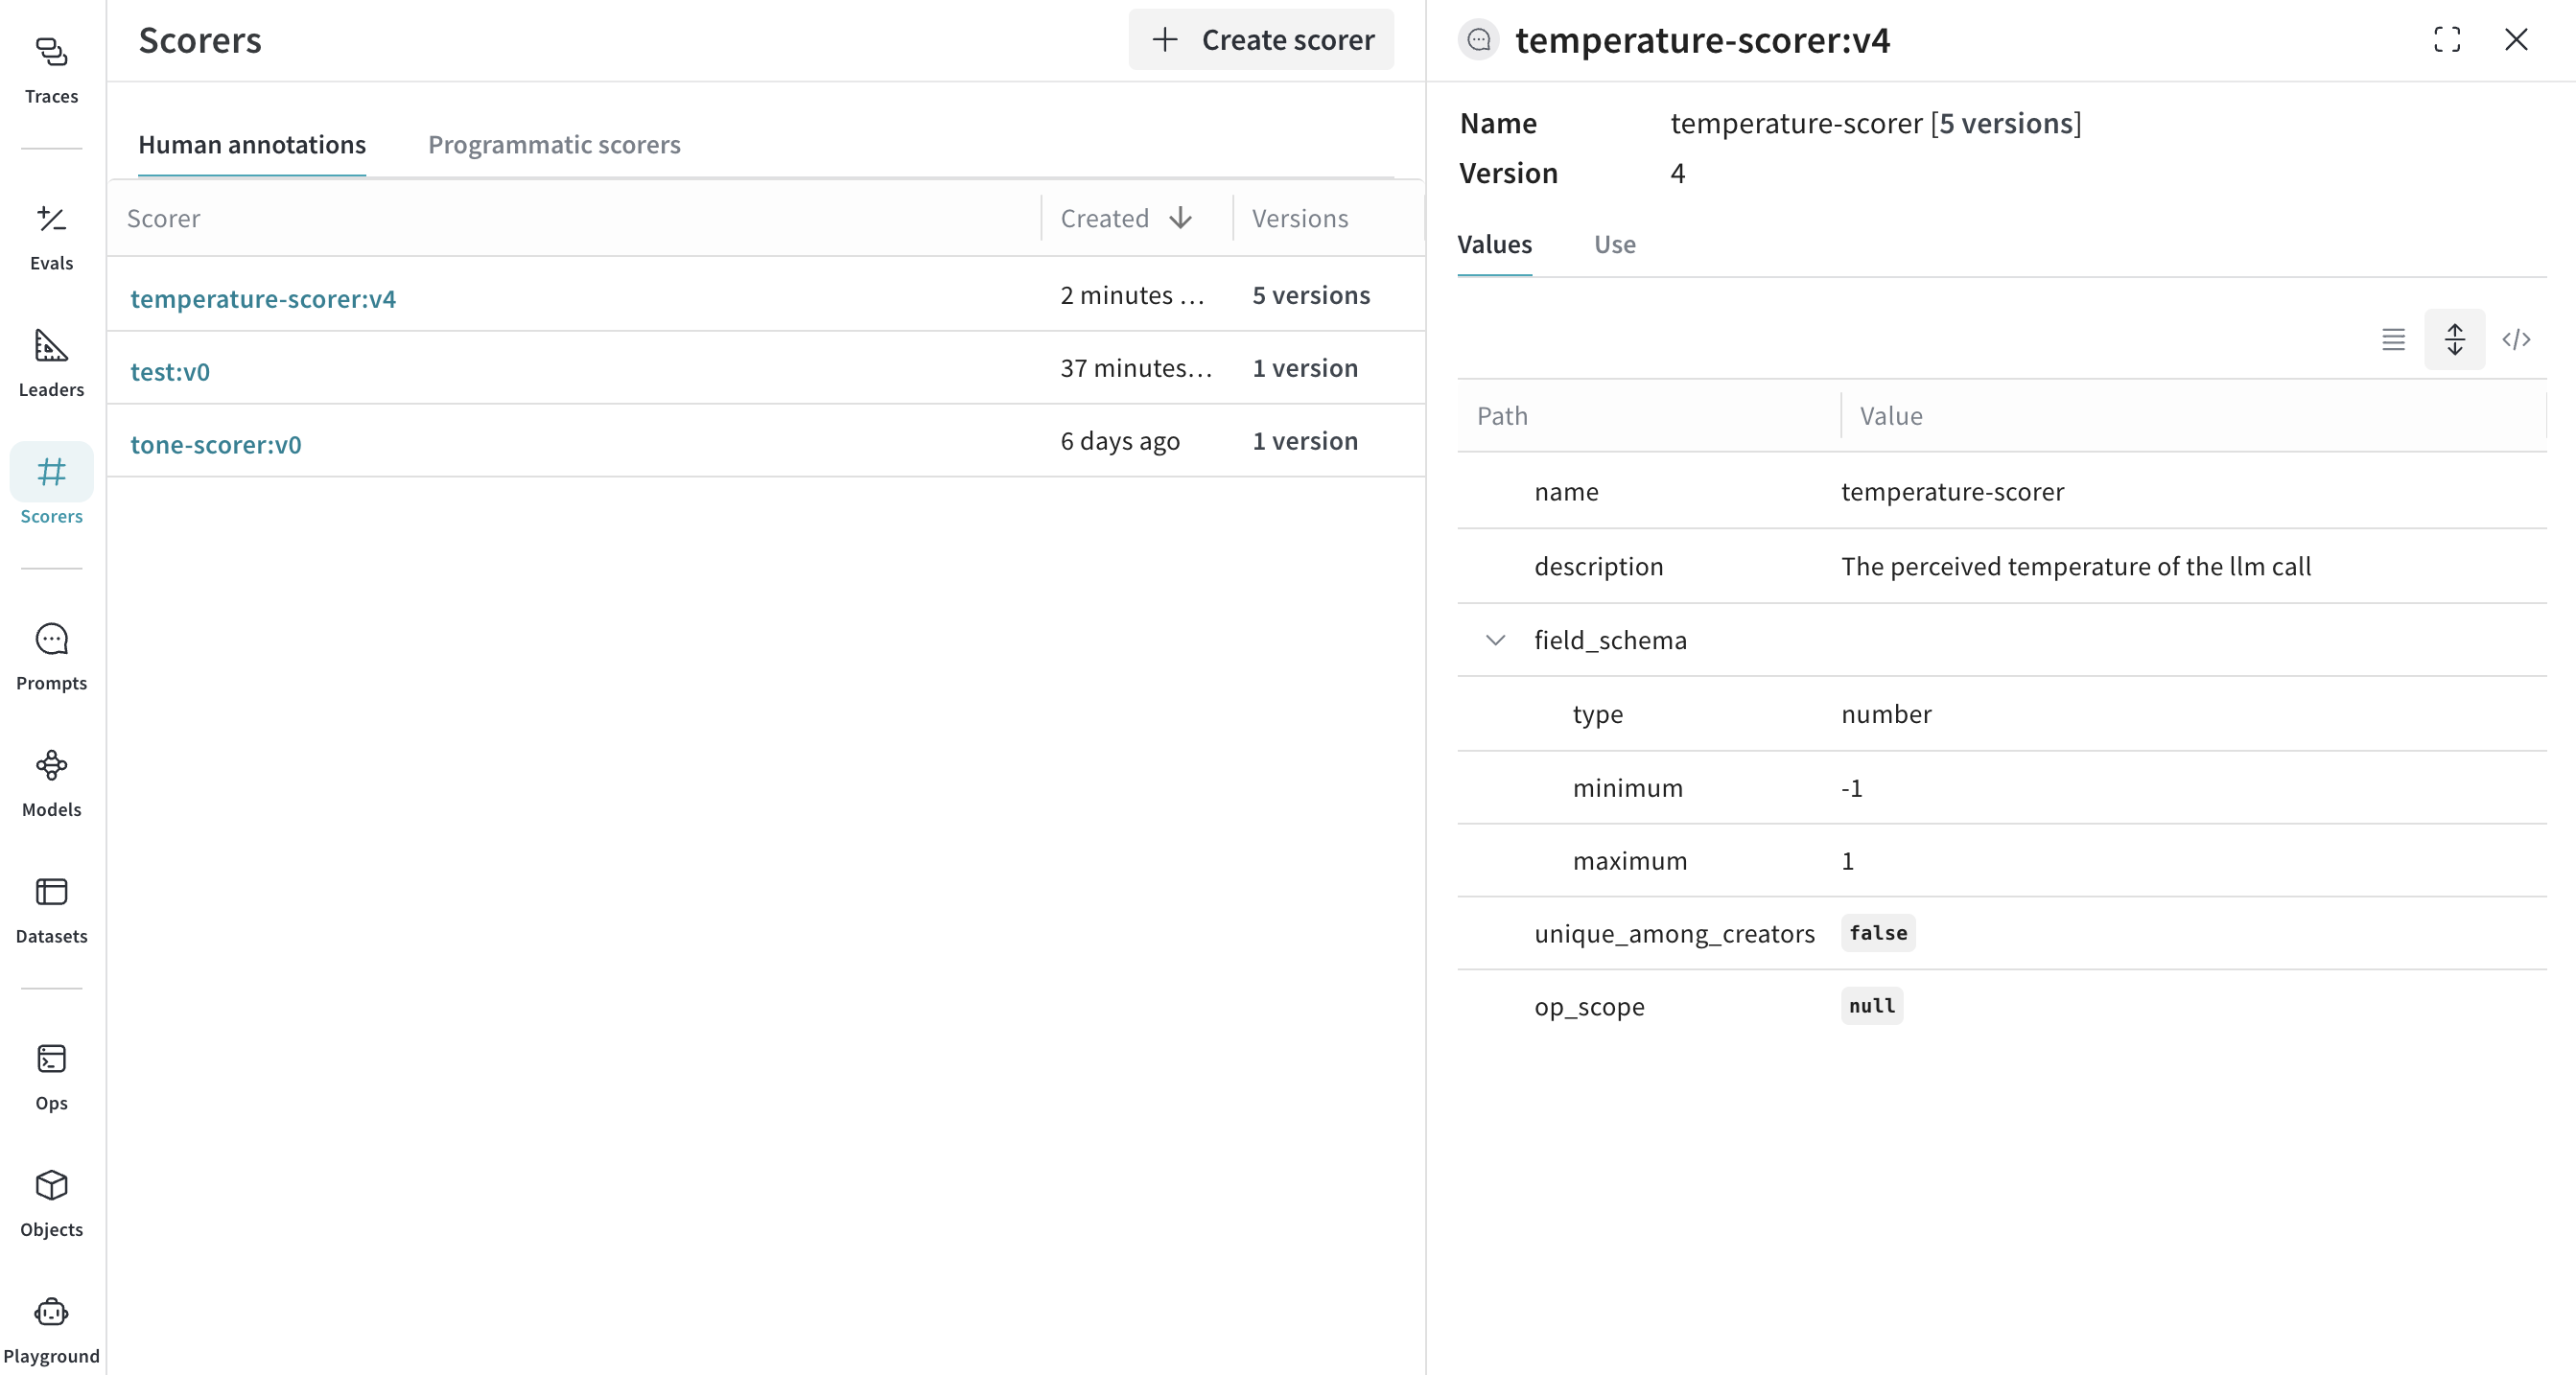 Traces
Evals
Leaders
Scorers
Prompts
Models
Datasets
Ops
Objects
Playground
Scorers
Create scorer
Human annotations Programmatic scorers
Scorer Created Versions
temperature-scorer:v4 2 minutes … 5 versions
test:v0 37 minutes… 1 version
tone-scorer:v0 6 days ago 1 version
temperature-scorer:v4
Name temperature-scorer [5 versions]
Version 4
Values Use
Path Value
name temperature-scorer
description The perceived temperature of the llm call
field_schema
type number
minimum -1
maximum 1
unique_among_creators false
op_scope null